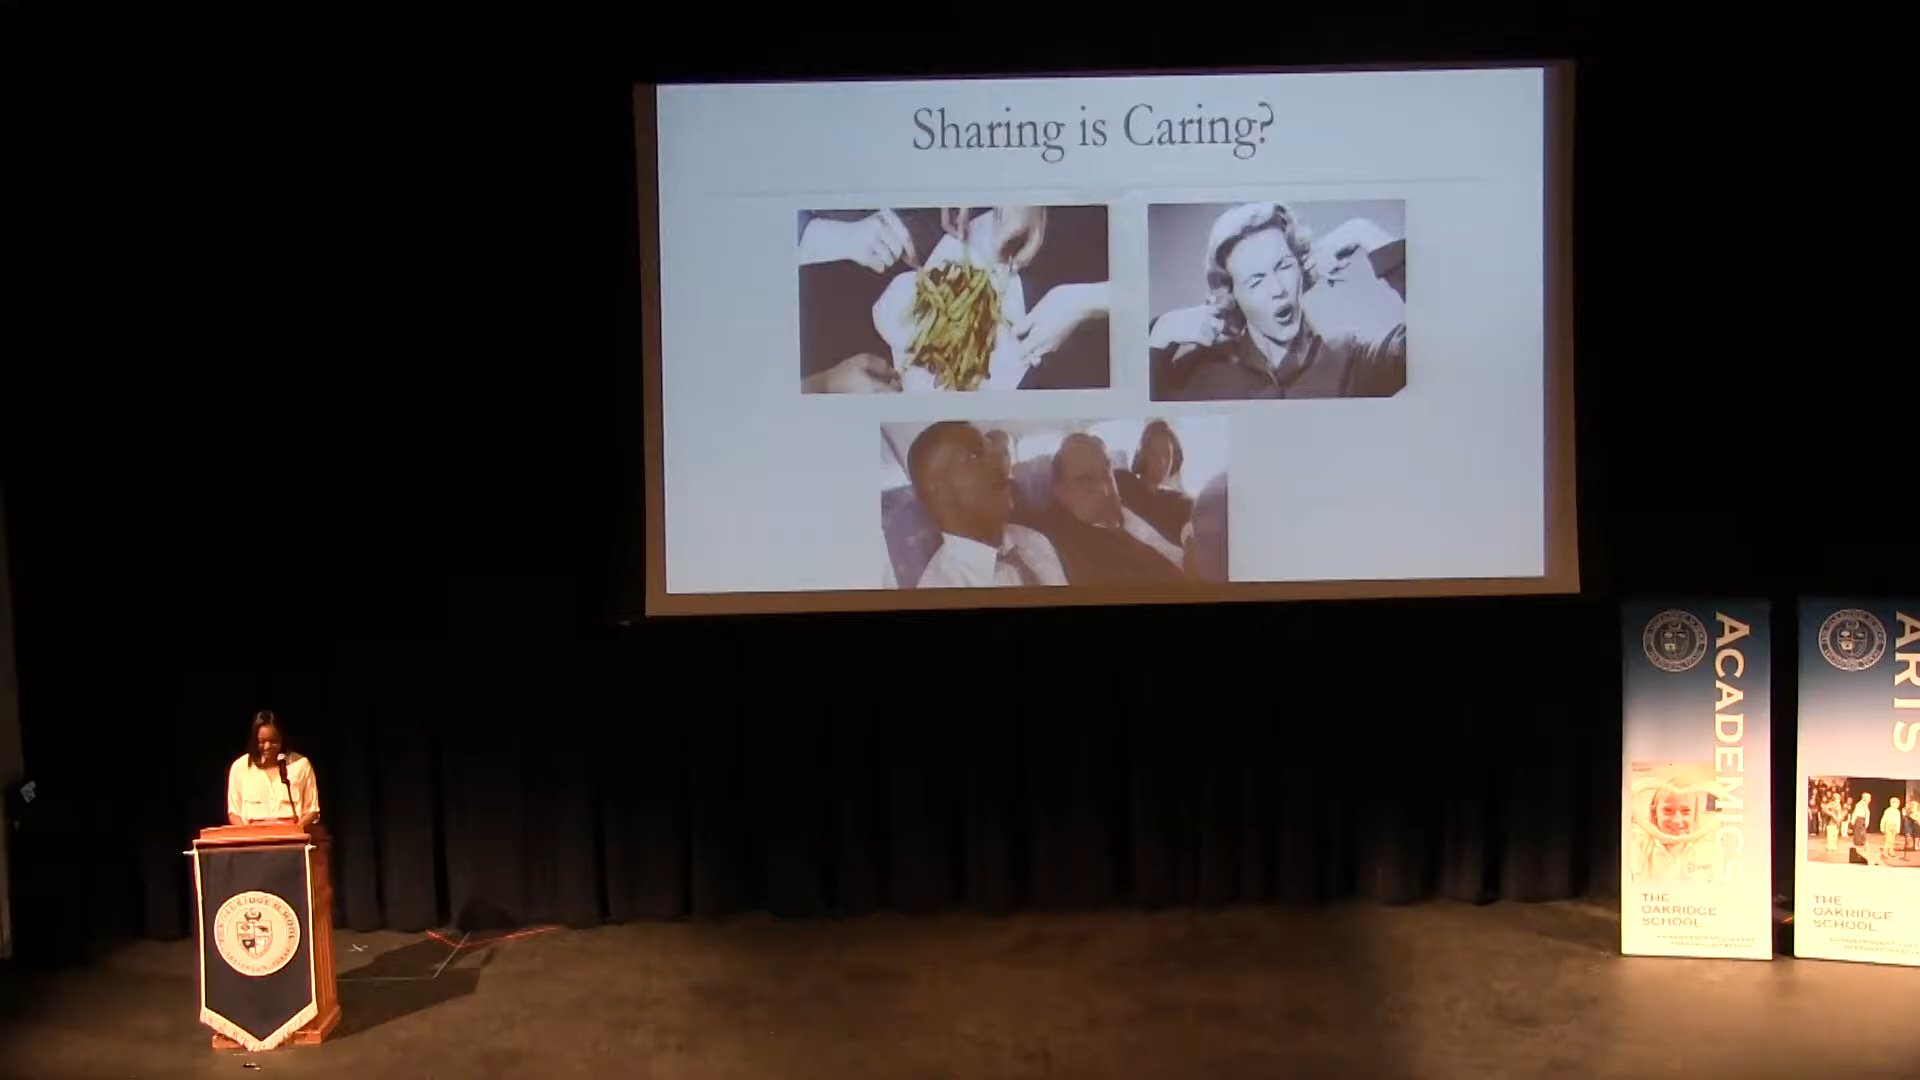 Sharing is Caring?
ACADEMICS
ARTS
THE
OAKRIDGE
SCHOOL
THE
OAKRIDGE
SCHOOL